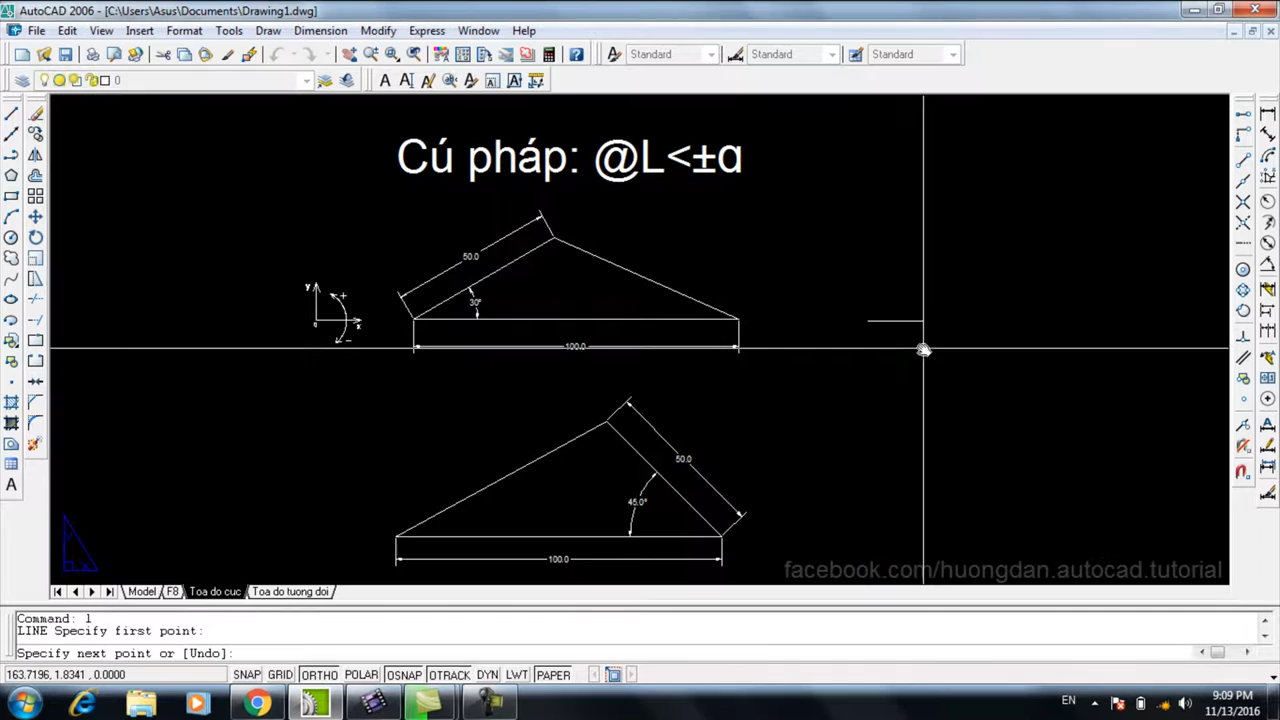 AutoCAD 2006 - [C:\Users\Asus\Documents\Drawing1.dwg]
File Edit View Insert Format Tools Draw Dimension Modify Express Window Help
Standard Standard Standard
0
Cú pháp: @L<±α
50.0
y
+
30°
o x
-
100.0
50.0
45.0°
100.0
facebook.com/huongdan.autocad.tutorial
Model F8 Toa do cuc Toa do tuong doi
Command: l
LINE Specify first point:
Specify next point or [Undo]:
163.7196, 1.8341 , 0.0000 SNAP GRID ORTHO POLAR OSNAP OTRACK DYN LWT PAPER
EN 9:09 PM
11/13/2016